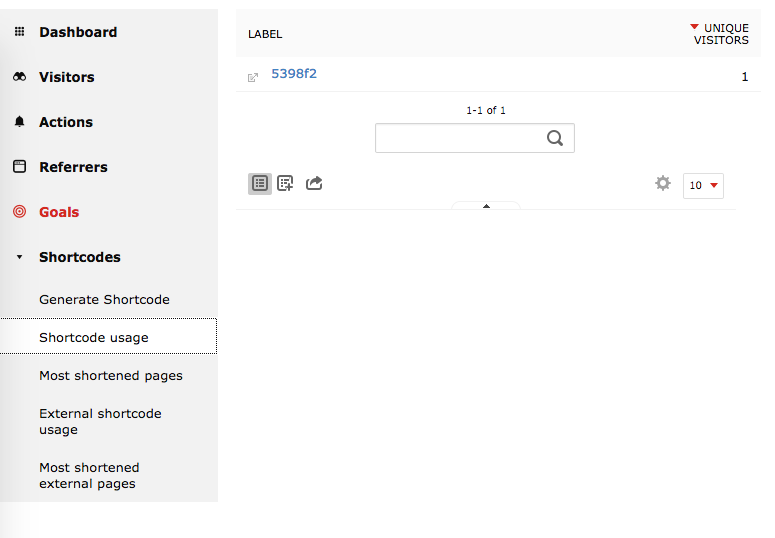 Dashboard
Visitors
Actions
Referrers
Goals
Shortcodes
Generate Shortcode
Shortcode usage
Most shortened pages
External shortcode
usage
Most shortened
external pages
LABEL
UNIQUE
VISITORS
5398f2
1
1-1 of 1
10